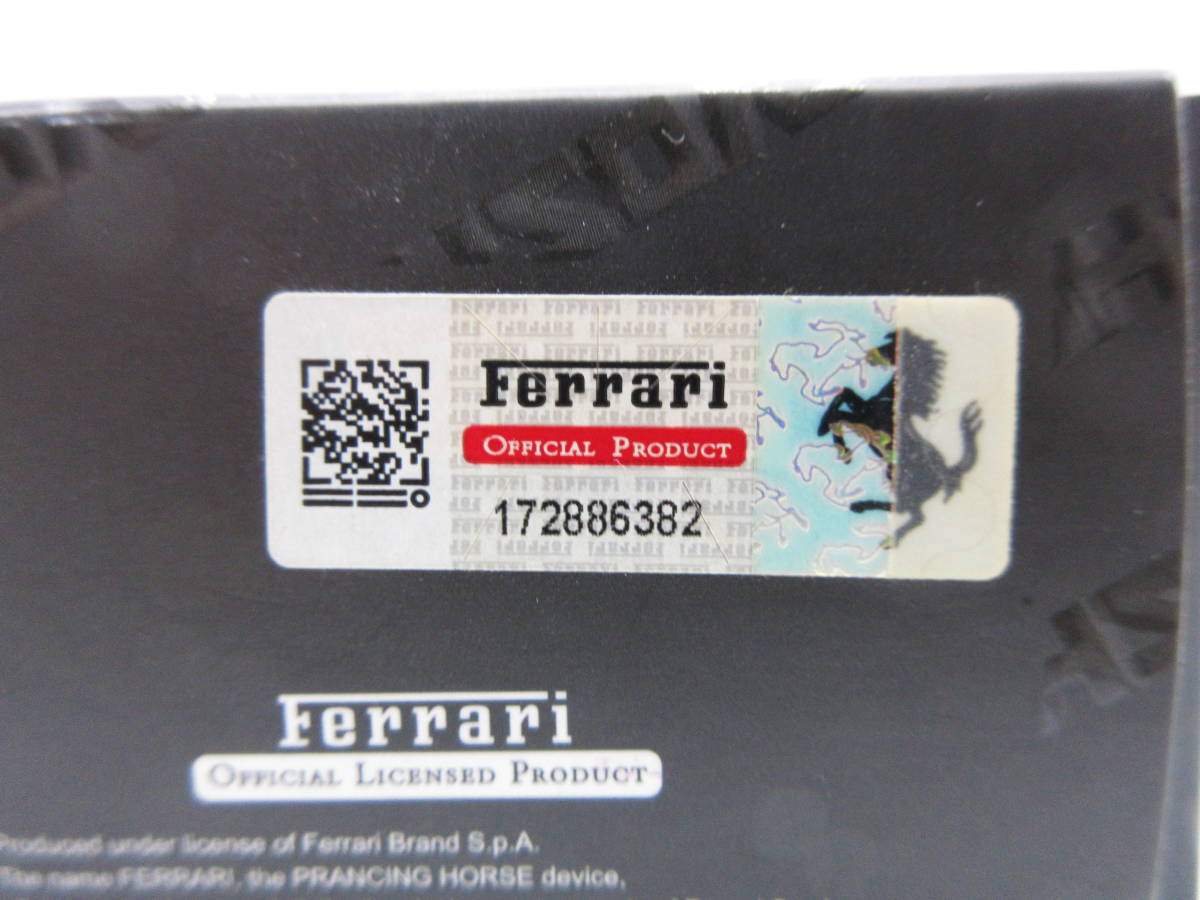 Ferrari
OFFICIAL PRODUCT
172886382
Ferrari
OFFICIAL LICENSED PRODUCT
Produced under license of Ferrari Brand S.p.A.
The name FERRARI, the PRANCING HORSE device,